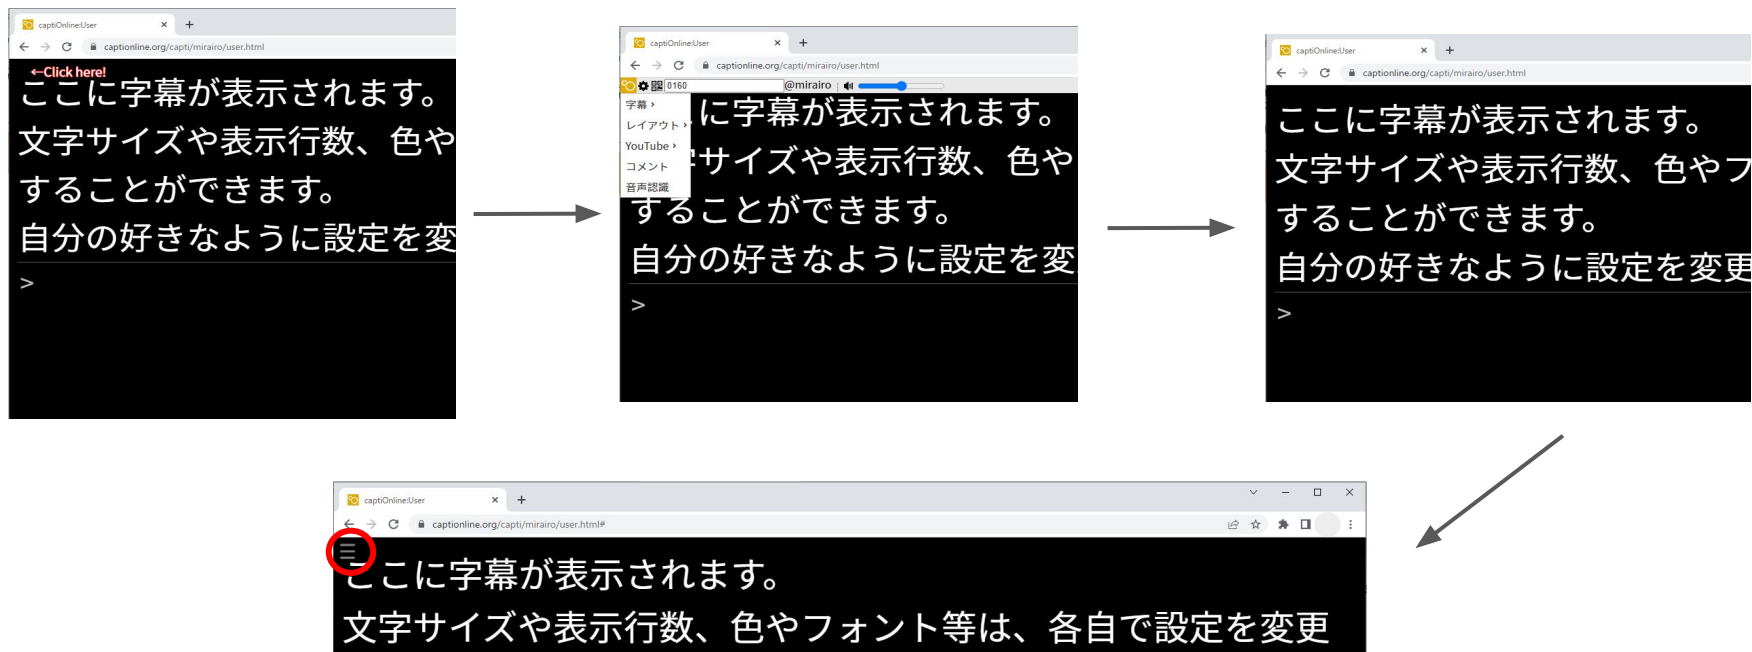 captiOnline:User
captionline.org/capti/mirairo/user.html
←Click here!
ここに字幕が表示されます。
文字サイズや表示行数、色や
することができます。
自分の好きなように設定を変
>
captiOnline:User
captionline.org/capti/mirairo/user.html
0160 @mirairo
字幕 ›
レイアウト ›
YouTube ›
コメント
音声認識
に字幕が表示されます。
サイズや表示行数、色や
することができます。
自分の好きなように設定を変
>
captiOnline:User
captionline.org/capti/mirairo/user.html
ここに字幕が表示されます。
文字サイズや表示行数、色やフ
することができます。
自分の好きなように設定を変更
>
captiOnline:User
captionline.org/capti/mirairo/user.html#
ここに字幕が表示されます。
文字サイズや表示行数、色やフォント等は、各自で設定を変更